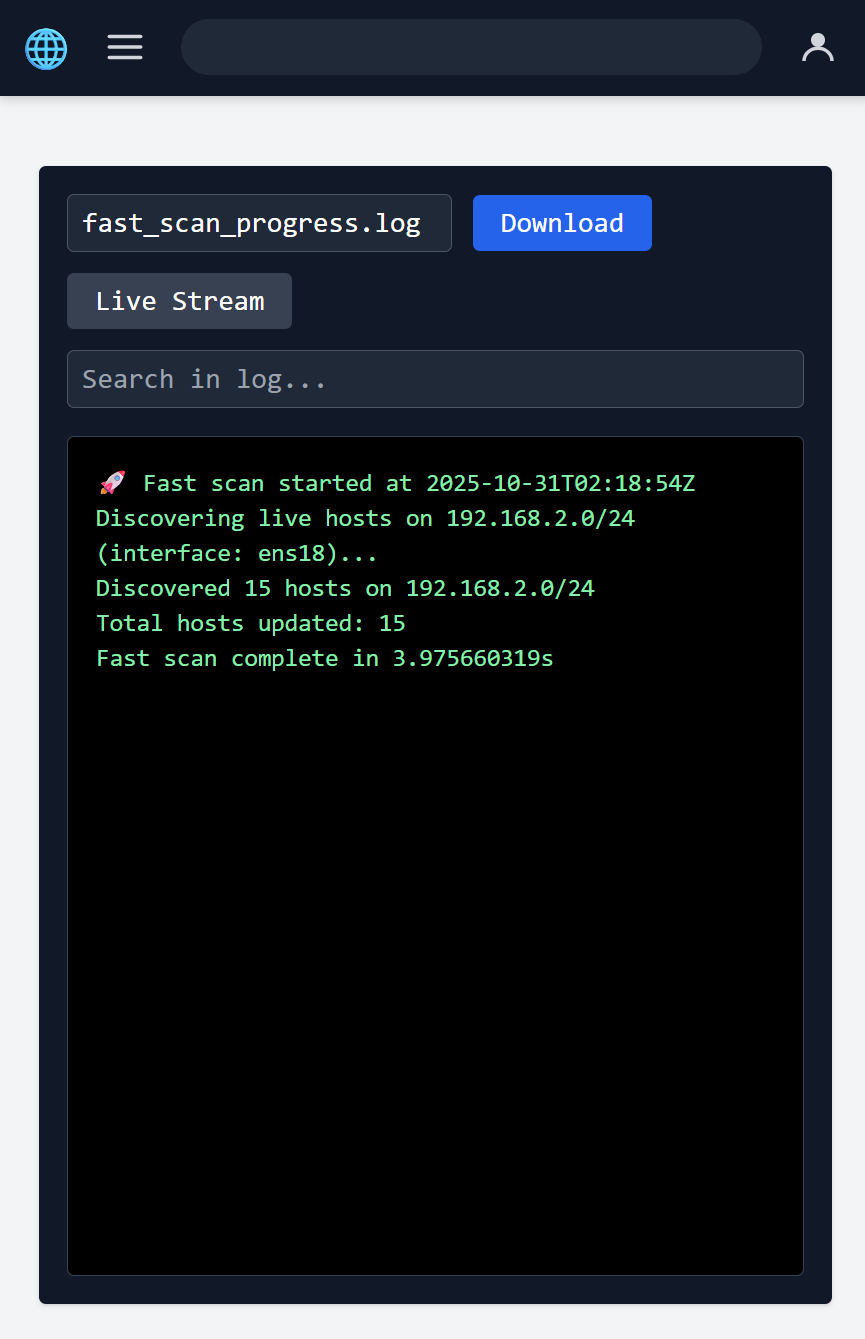 fast_scan_progress.log
Download
Live Stream
Search in log...
🚀 Fast scan started at 2025-10-31T02:18:54Z
Discovering live hosts on 192.168.2.0/24
(interface: ens18)...
Discovered 15 hosts on 192.168.2.0/24
Total hosts updated: 15
Fast scan complete in 3.975660319s